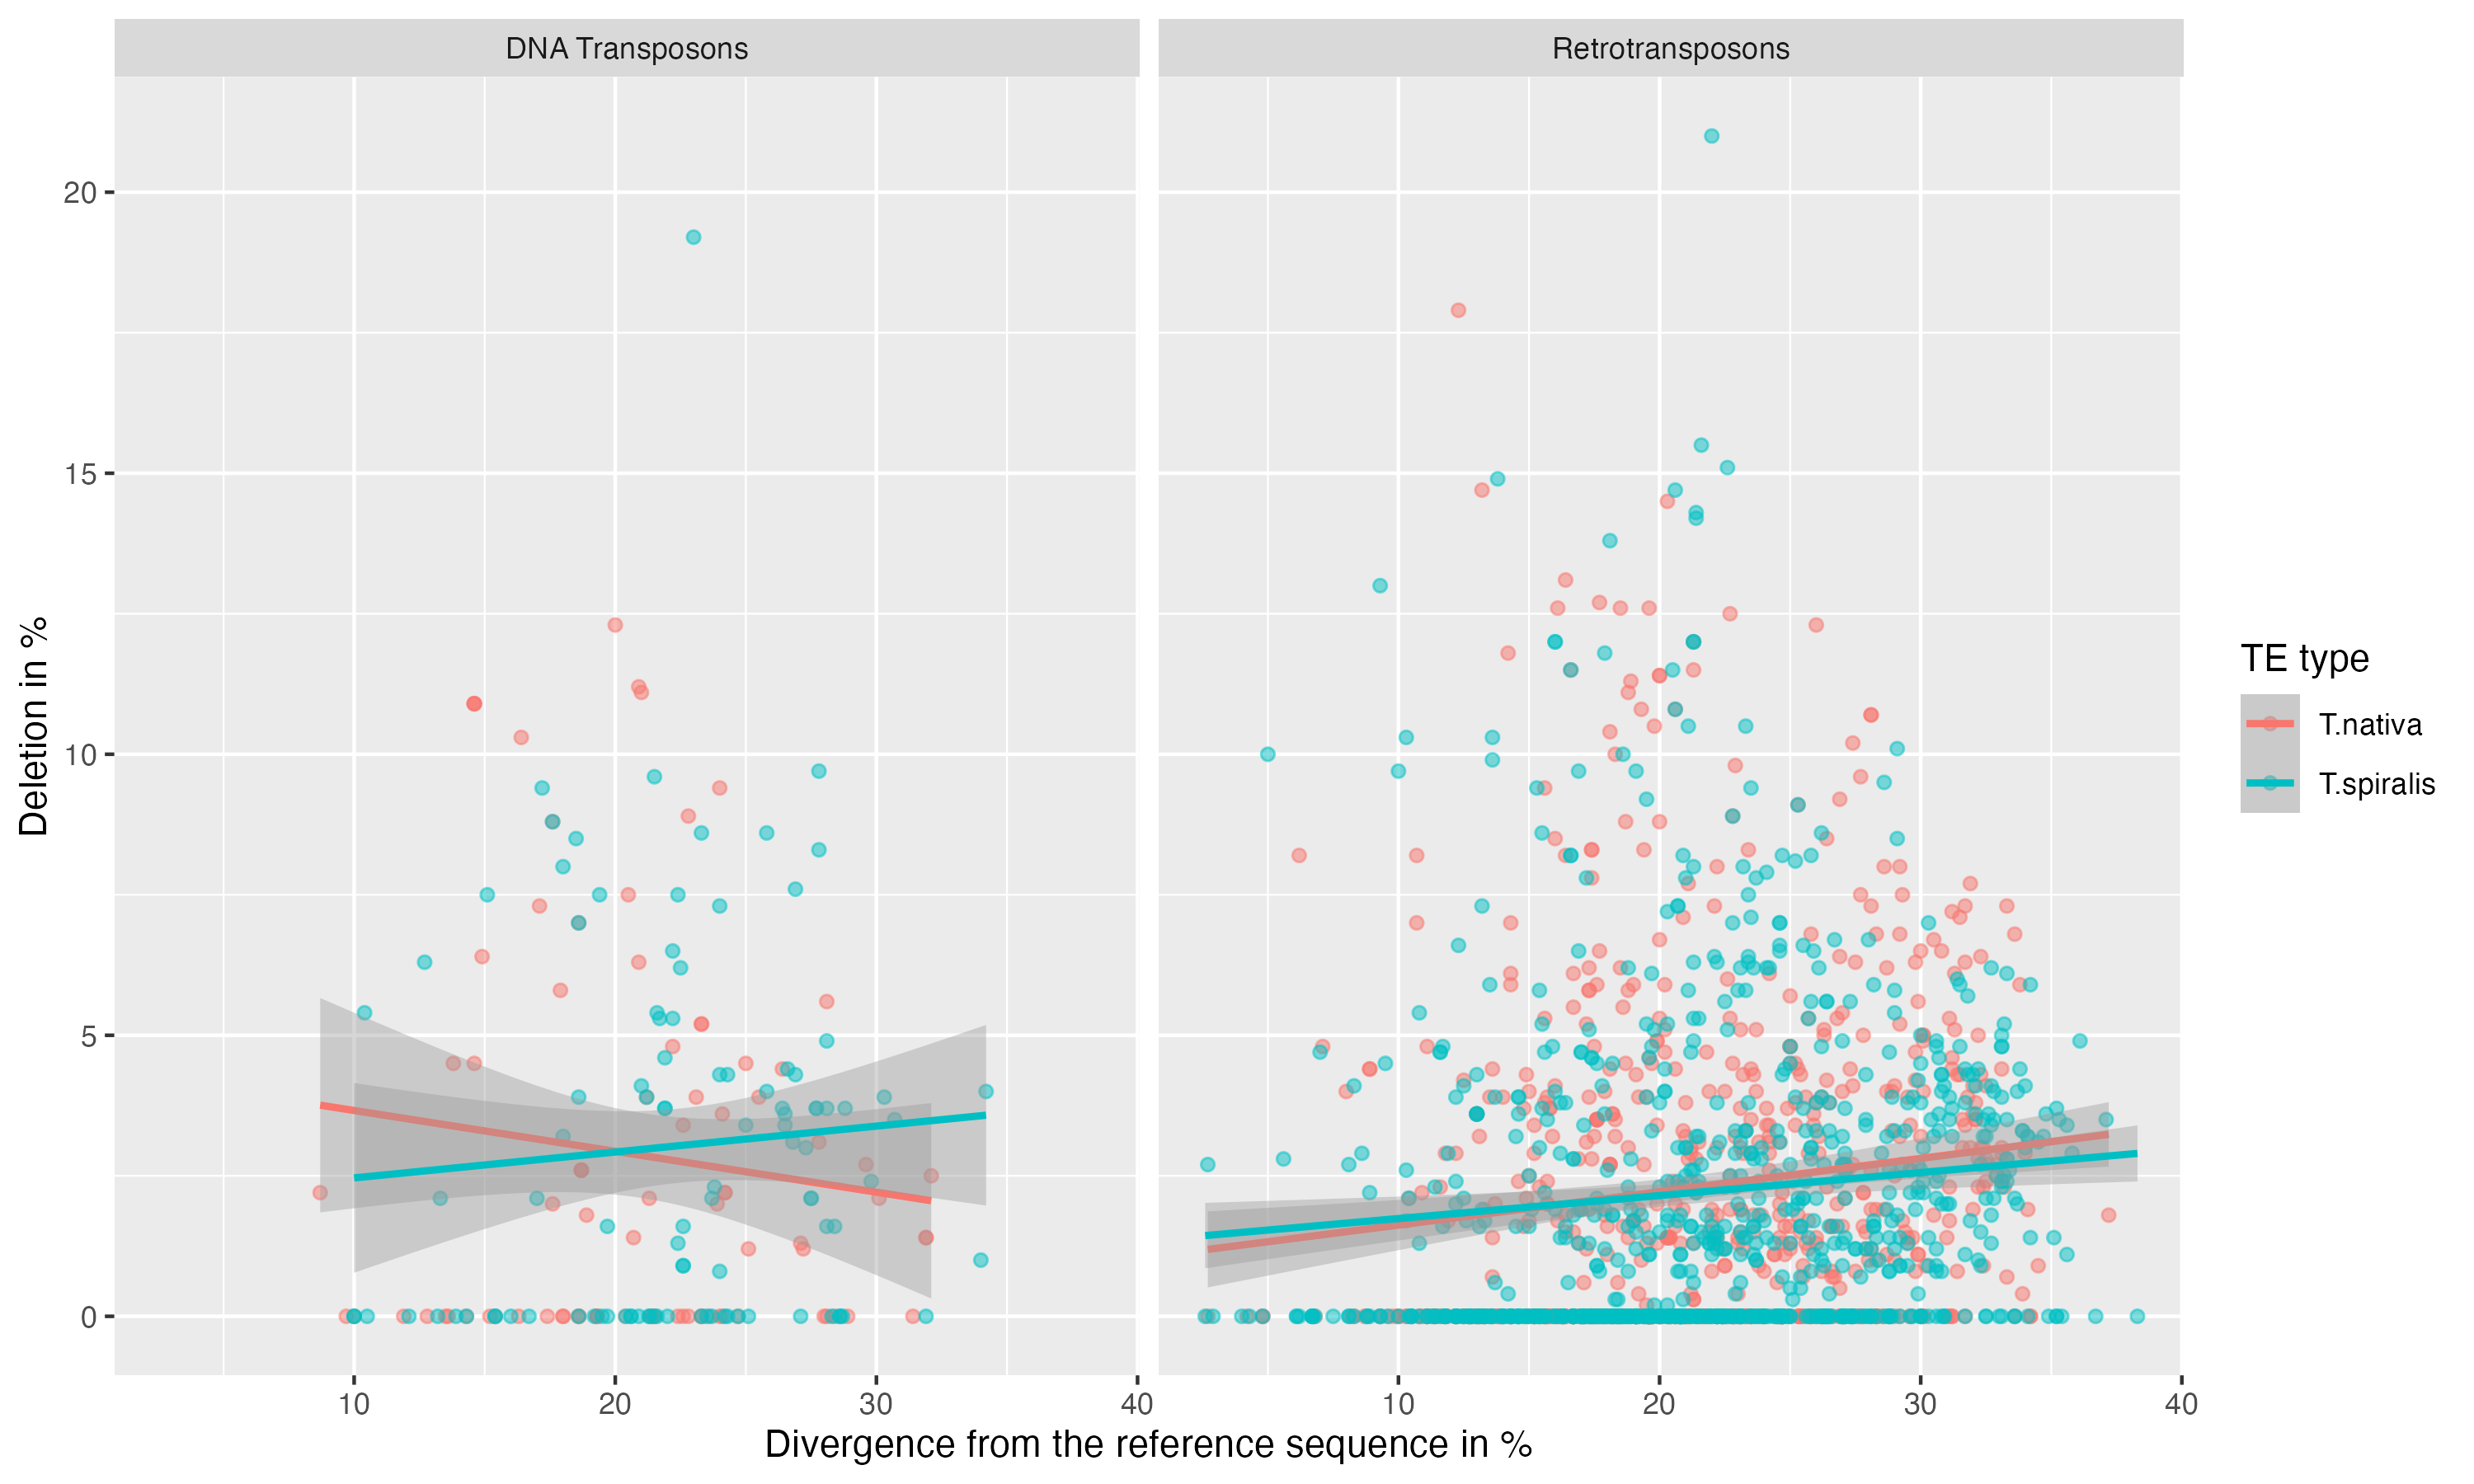 DNA Transposons
Retrotransposons
Deletion in %
20
15
10
5
0
10 20 30 40
10 20 30 40
Divergence from the reference sequence in %
TE type
T.nativa
T.spiralis